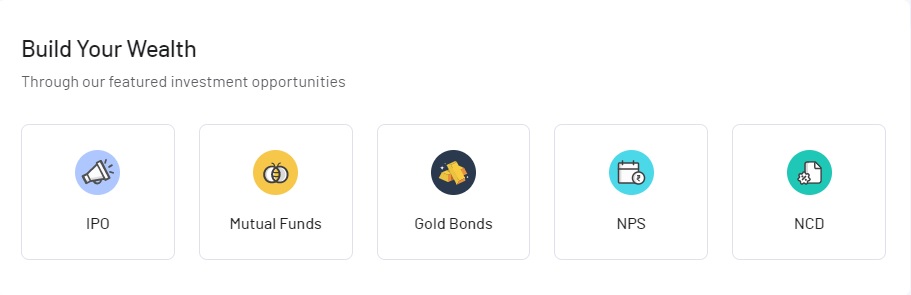 Build Your Wealth
Through our featured investment opportunities
IPO
Mutual Funds
Gold Bonds
NPS
NCD